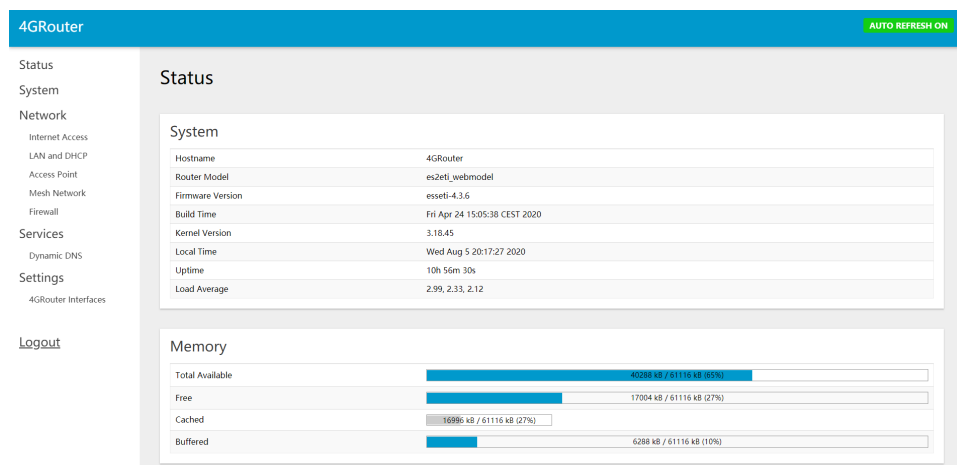 4GRouter
AUTO REFRESH ON
Status
System
Network
Internet Access
LAN and DHCP
Access Point
Mesh Network
Firewall
Services
Dynamic DNS
Settings
4GRouter Interfaces
Logout
Status
System
Hostname 4GRouter
Router Model es2eti_webmodel
Firmware Version esseti-4.3.6
Build Time Fri Apr 24 15:05:38 CEST 2020
Kernel Version 3.18.45
Local Time Wed Aug 5 20:17:27 2020
Uptime 10h 56m 30s
Load Average 2.99, 2.33, 2.12
Memory
Total Available 40288 kB / 61116 kB (65%)
Free 17004 kB / 61116 kB (27%)
Cached 16996 kB / 61116 kB (27%)
Buffered 6288 kB / 61116 kB (10%)